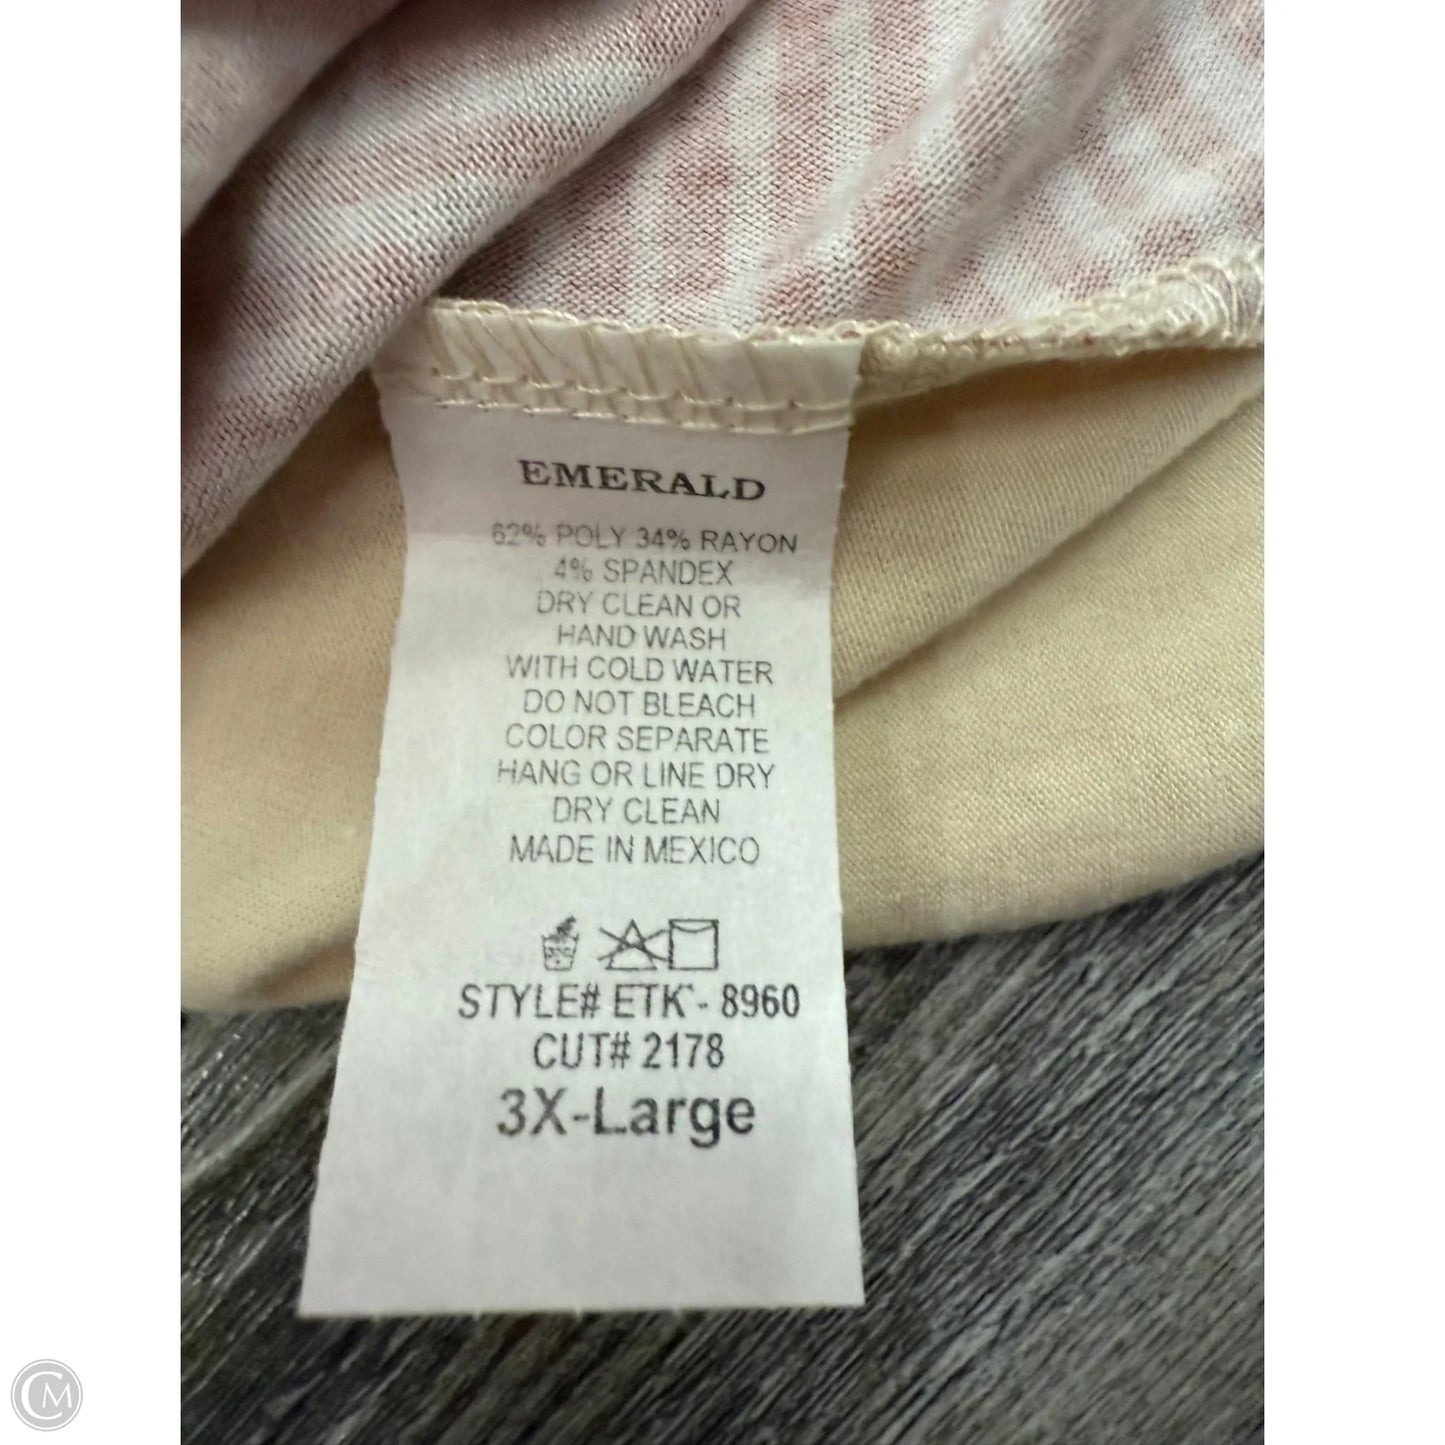 EMERALD
62% POLY 34% RAYON
4% SPANDEX
DRY CLEAN OR
HAND WASH
WITH COLD WATER
DO NOT BLEACH
COLOR SEPARATE
HANG OR LINE DRY
DRY CLEAN
MADE IN MEXICO
STYLE# ETK - 8960
CUT# 2178
3X-Large
CM